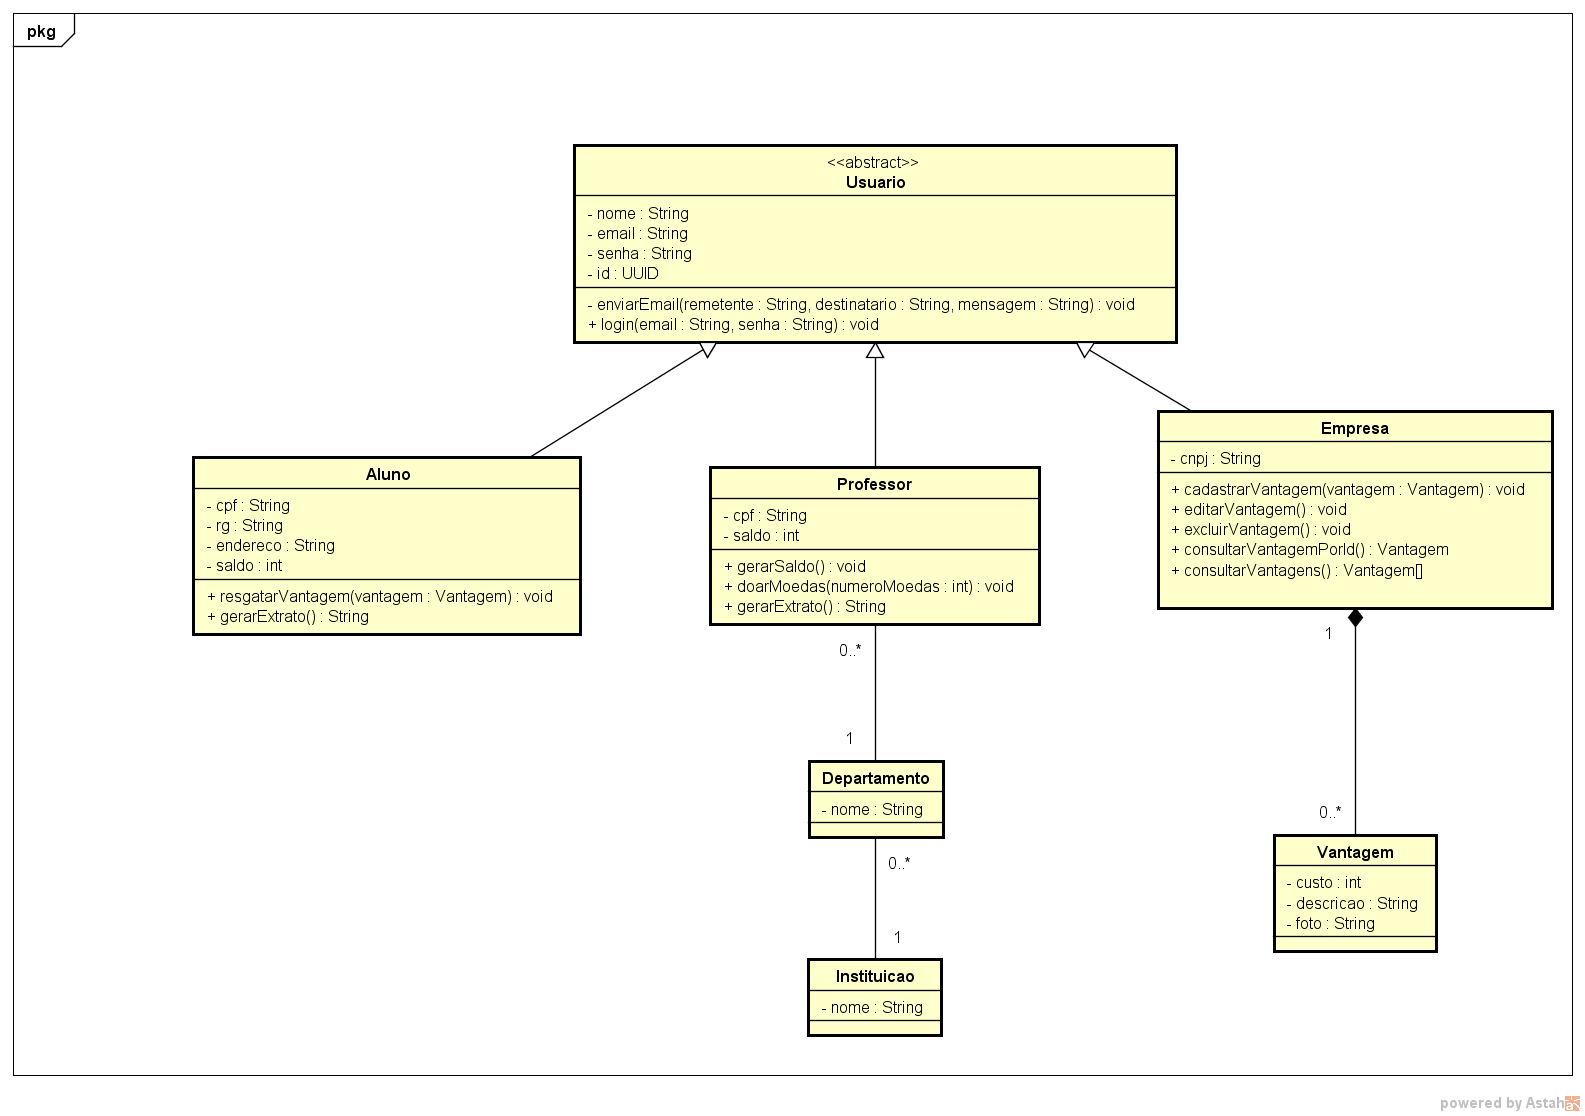 pkg
<<abstract>>
Usuario
- nome : String
- email : String
- senha : String
- id : UUID
- enviarEmail(remetente : String, destinatario : String, mensagem : String) : void
+ login(email : String, senha : String) : void
Aluno
- cpf : String
- rg : String
- endereco : String
- saldo : int
+ resgatarVantagem(vantagem : Vantagem) : void
+ gerarExtrato() : String
Professor
- cpf : String
- saldo : int
+ gerarSaldo() : void
+ doarMoedas(numeroMoedas : int) : void
+ gerarExtrato() : String
Empresa
- cnpj : String
+ cadastrarVantagem(vantagem : Vantagem) : void
+ editarVantagem() : void
+ excluirVantagem() : void
+ consultarVantagemPorId() : Vantagem
+ consultarVantagens() : Vantagem[]
0..*
1
Departamento
- nome : String
0..*
1
Instituicao
- nome : String
1
0..*
Vantagem
- custo : int
- descricao : String
- foto : String
powered by Astah